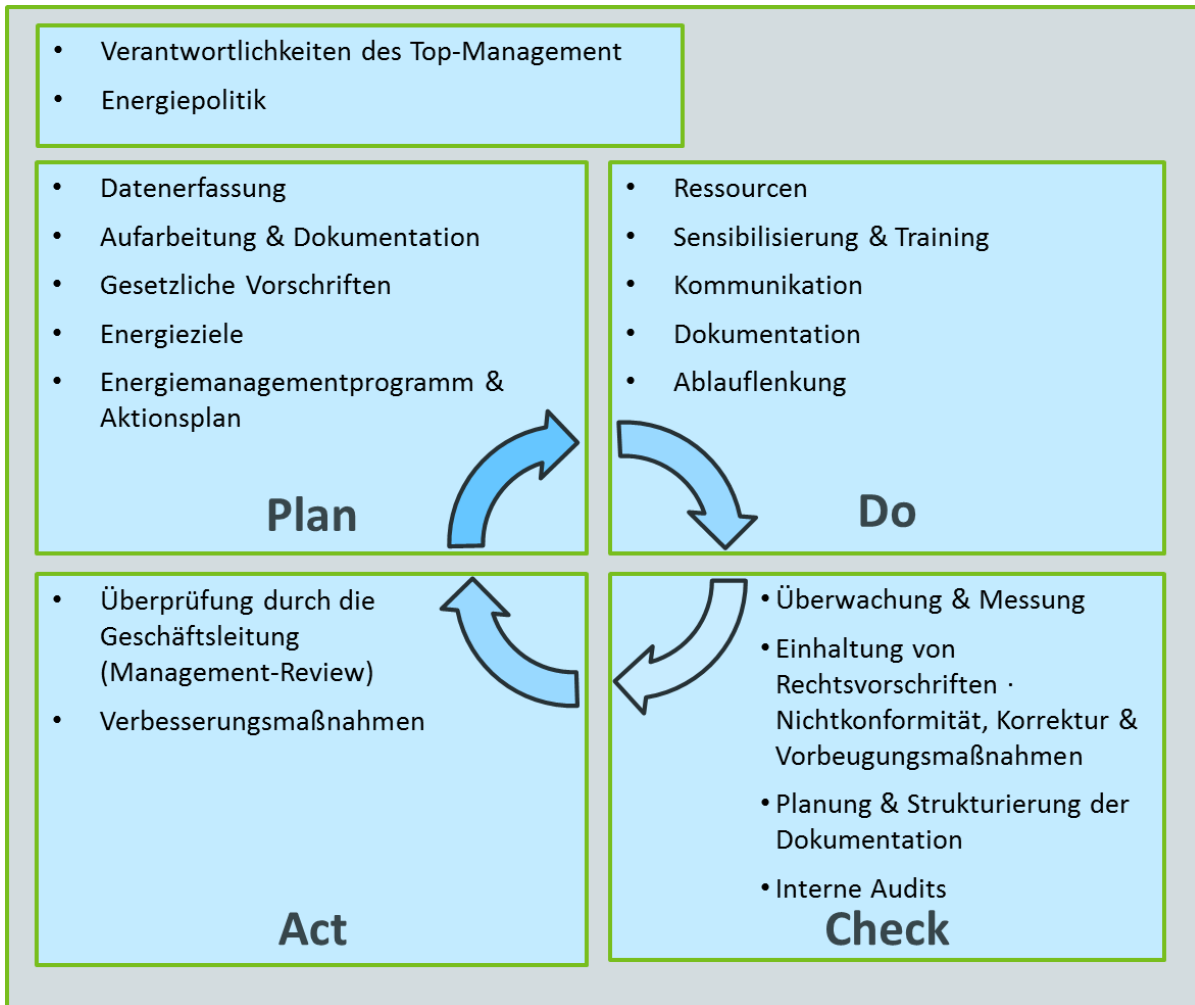 • Verantwortlichkeiten des Top-Management
• Energiepolitik
• Datenerfassung
• Aufarbeitung & Dokumentation
• Gesetzliche Vorschriften
• Energieziele
• Energiemanagementprogramm &
Aktionsplan
Plan
• Ressourcen
• Sensibilisierung & Training
• Kommunikation
• Dokumentation
• Ablauflenkung
Do
• Überprüfung durch die
Geschäftsleitung
(Management-Review)
• Verbesserungsmaßnahmen
Act
• Überwachung & Messung
• Einhaltung von
Rechtsvorschriften ·
Nichtkonformität, Korrektur &
Vorbeugungsmaßnahmen
• Planung & Strukturierung der
Dokumentation
• Interne Audits
Check